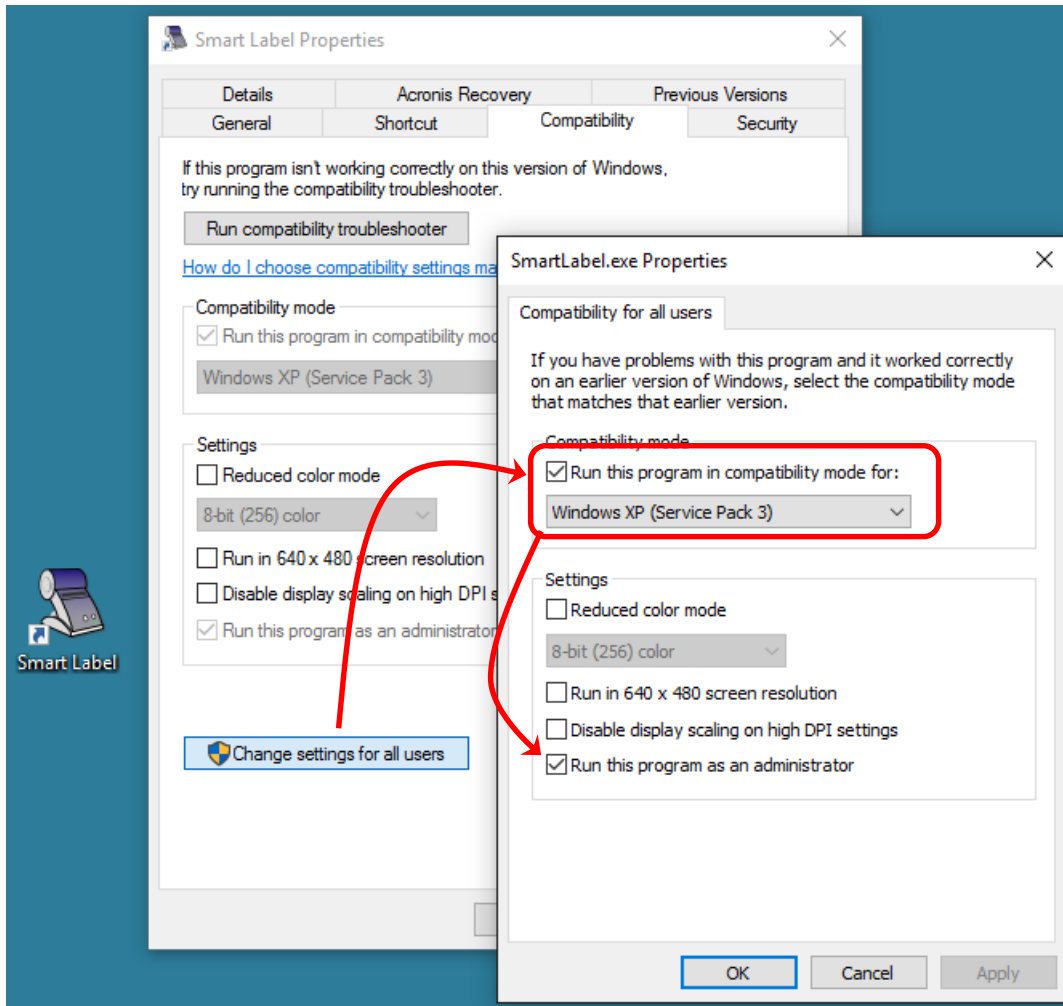 Smart Label Properties
Details
Acronis Recovery
Previous Versions
General
Shortcut
Compatibility
Security
If this program isn't working correctly on this version of Windows,
try running the compatibility troubleshooter.
Run compatibility troubleshooter
How do I choose compatibility settings ma
Compatibility mode
Run this program in compatibility mod
Windows XP (Service Pack 3)
Settings
Reduced color mode
8-bit (256) color
Run in 640 x 480 screen resolution
Disable display scaling on high DPI s
Run this program as an administrator
Change settings for all users
Smart Label
SmartLabel.exe Properties
Compatibility for all users
If you have problems with this program and it worked correctly
on an earlier version of Windows, select the compatibility mode
that matches that earlier version.
Compatibility mode
Run this program in compatibility mode for:
Windows XP (Service Pack 3)
Settings
Reduced color mode
8-bit (256) color
Run in 640 x 480 screen resolution
Disable display scaling on high DPI settings
Run this program as an administrator
OK
Cancel
Apply